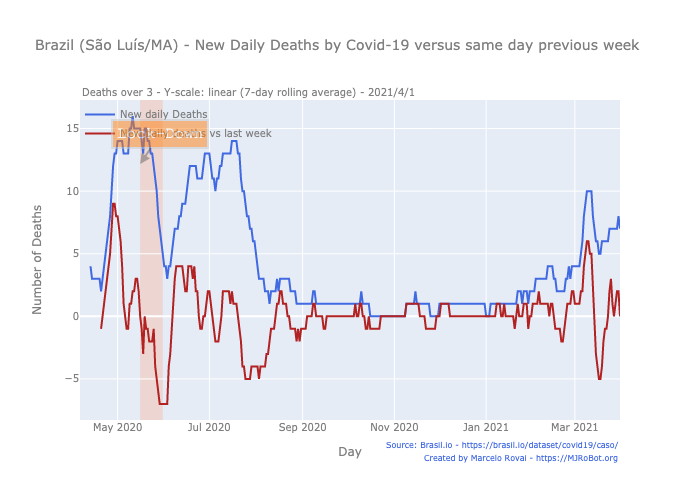 Brazil (São Luís/MA) - New Daily Deaths by Covid-19 versus same day previous week
Deaths over 3 - Y-scale: linear (7-day rolling average) - 2021/4/1
New daily Deaths
vs last week
15
10
5
0
−5
Number of Deaths
May 2020
Jul 2020
Sep 2020
Nov 2020
Jan 2021
Mar 2021
Day
Source: Brasil.io - https://brasil.io/dataset/covid19/caso/
Created by Marcelo Rovai - https://MJRoBot.org